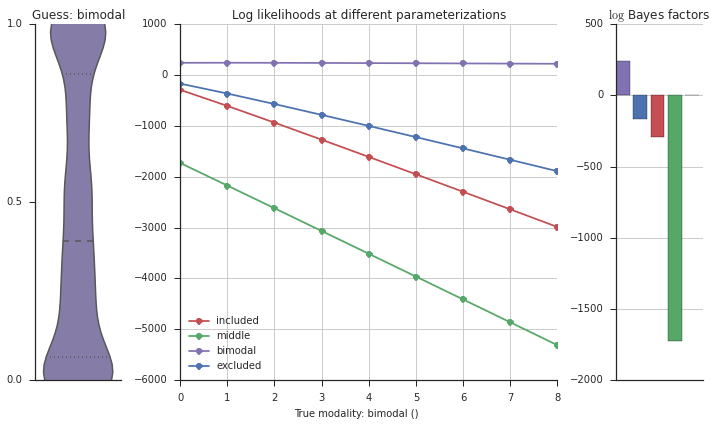 Guess: bimodal
1.0
0.5
0.0
Log likelihoods at different parameterizations
1000
0
−1000
−2000
−3000
−4000
−5000
−6000
included
middle
bimodal
excluded
0 1 2 3 4 5 6 7 8
True modality: bimodal ()
log Bayes factors
500
0
−500
−1000
−1500
−2000